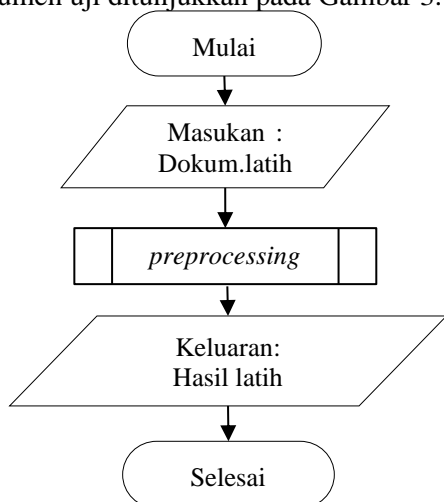 umen uji ditunjukkan pada Gambar 3.
Mulai
Masukan :
Dokum.latih
preprocessing
Keluaran:
Hasil latih
Selesai